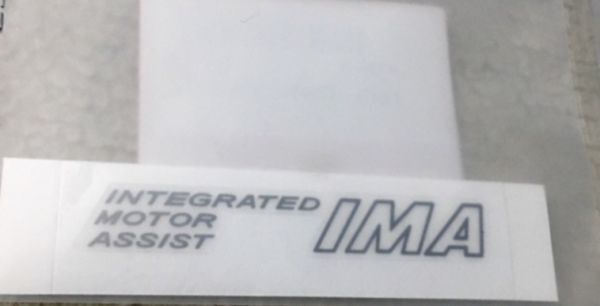 INTEGRATED
MOTOR
ASSIST
IMA